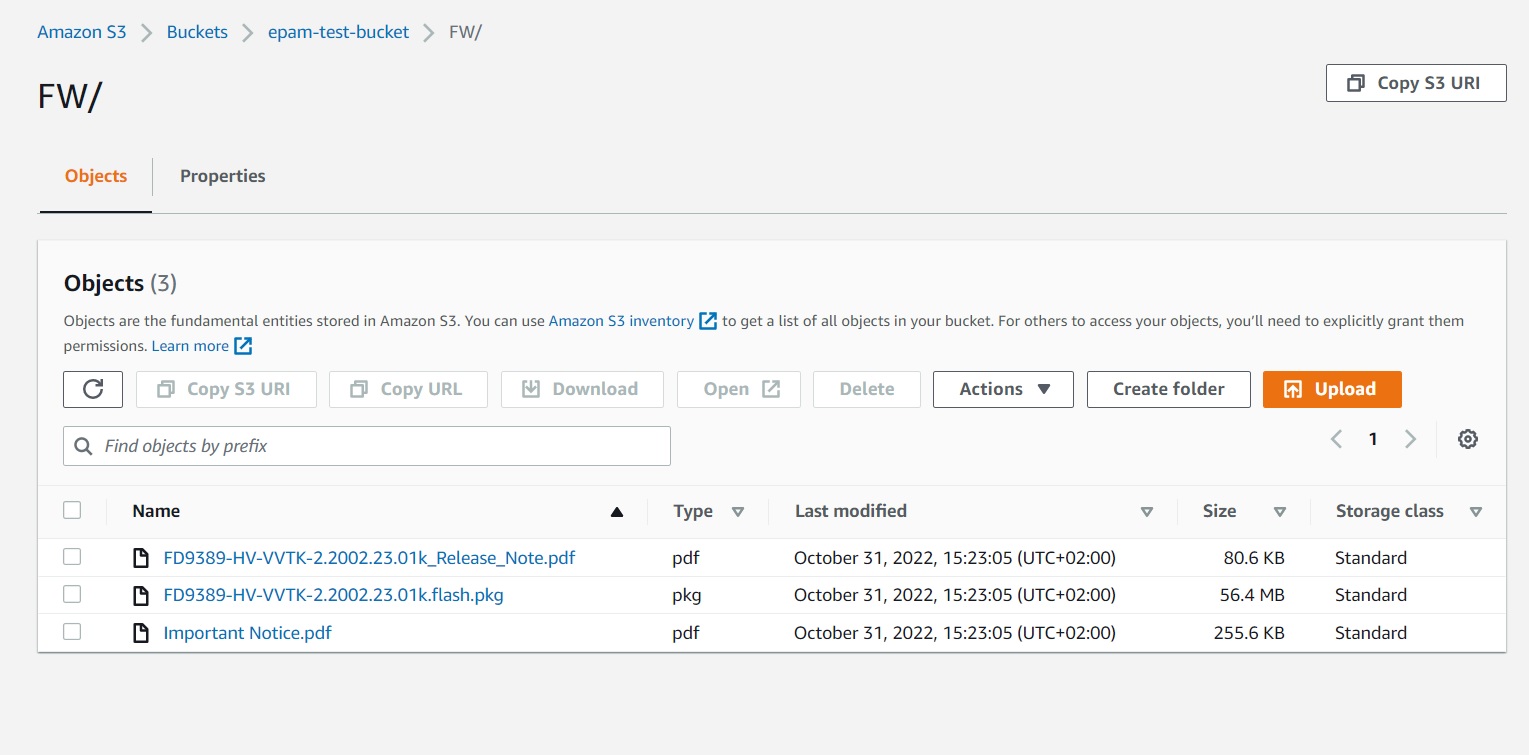 Amazon S3 > Buckets > epam-test-bucket > FW/
FW/
Copy S3 URI
Objects Properties
Objects (3)
Objects are the fundamental entities stored in Amazon S3. You can use Amazon S3 inventory to get a list of all objects in your bucket. For others to access your objects, you'll need to explicitly grant them
permissions. Learn more
Copy S3 URI Copy URL Download Open Delete Actions Create folder Upload
Find objects by prefix
1
Name Type Last modified Size Storage class
FD9389-HV-VVTK-2.2002.23.01k_Release_Note.pdf pdf October 31, 2022, 15:23:05 (UTC+02:00) 80.6 KB Standard
FD9389-HV-VVTK-2.2002.23.01k.flash.pkg pkg October 31, 2022, 15:23:05 (UTC+02:00) 56.4 MB Standard
Important Notice.pdf pdf October 31, 2022, 15:23:05 (UTC+02:00) 255.6 KB Standard